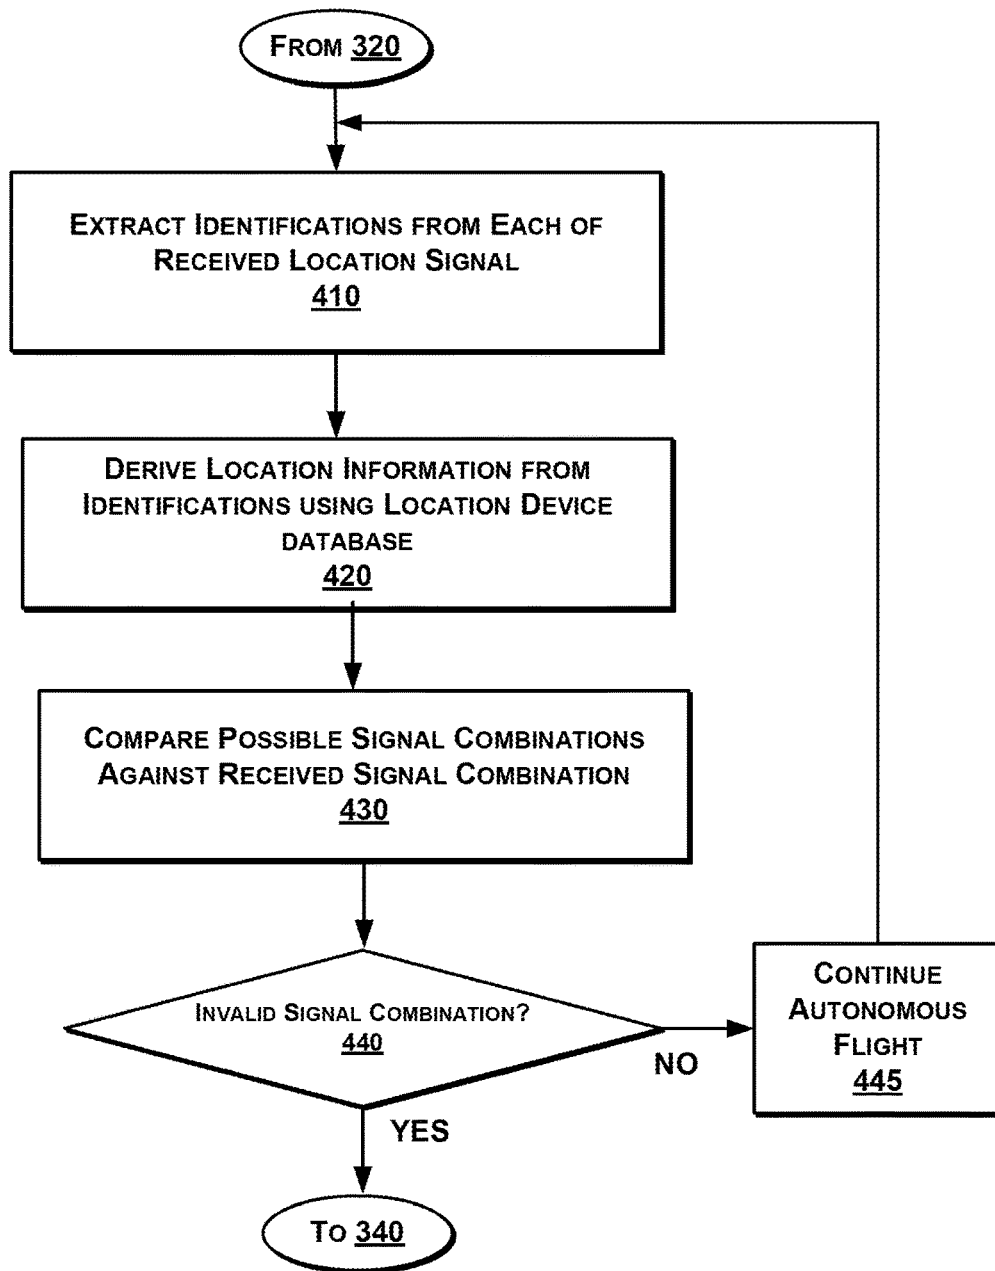 FROM 320
EXTRACT IDENTIFICATIONS FROM EACH OF
RECEIVED LOCATION SIGNAL
410
DERIVE LOCATION INFORMATION FROM
IDENTIFICATIONS USING LOCATION DEVICE
DATABASE
420
COMPARE POSSIBLE SIGNAL COMBINATIONS
AGAINST RECEIVED SIGNAL COMBINATION
430
INVALID SIGNAL COMBINATION?
440
NO
CONTINUE
AUTONOMOUS
FLIGHT
445
YES
TO 340